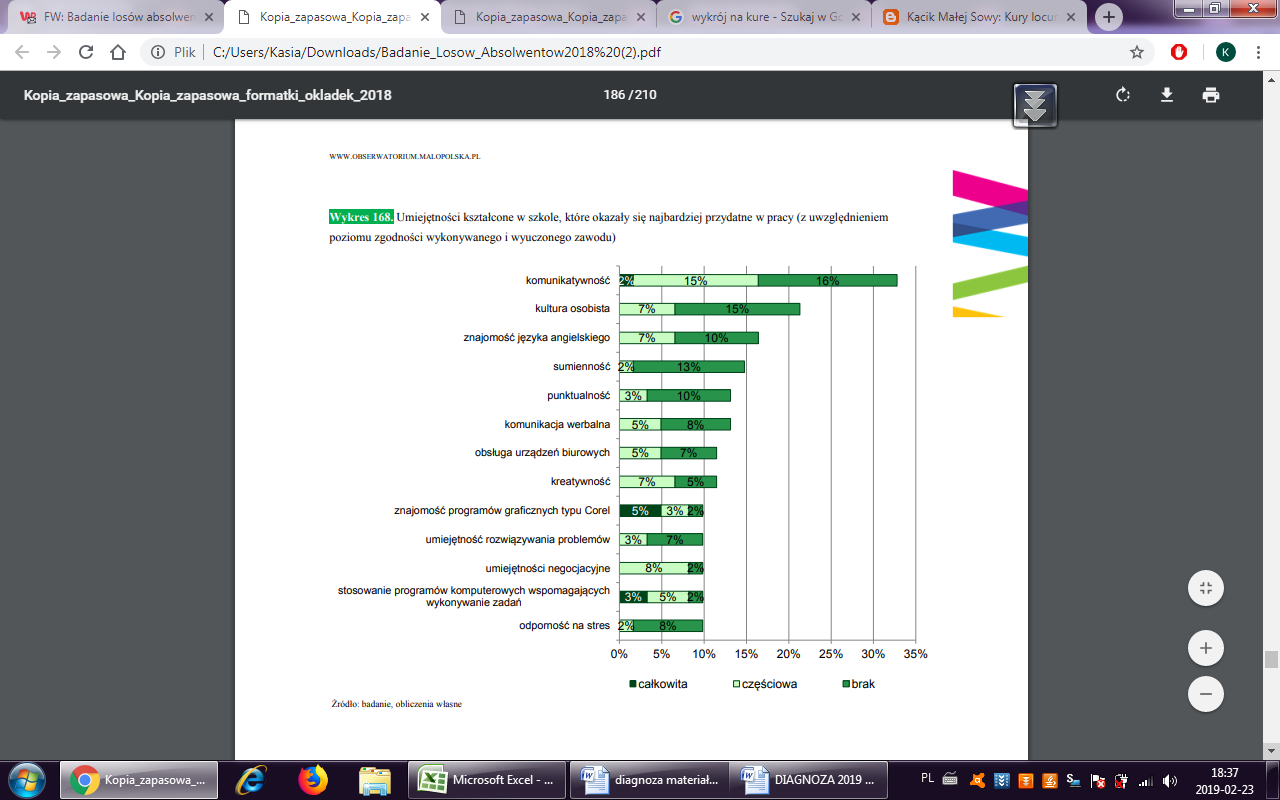 FW: Badanie losów absolwen
Kopia_zapasowa_Kopia_zapa
Kopia_zapasowa_Kopia_zapa
wykrój na kure - Szukaj w Go
Kącik Małej Sowy: Kury locur
Plik
C:/Users/Kasia/Downloads/Badanie_Losow_Absolwentow2018%20(2).pdf
K
Kopia_zapasowa_Kopia_zapasowa_formatki_okladek_2018
186 / 210
WWW.OBSERWATORIUM.MALOPOLSKA.PL
Wykres 168. Umiejętności kształcone w szkole, które okazały się najbardziej przydatne w pracy (z uwzględnieniem
poziomu zgodności wykonywanego i wyuczonego zawodu)
komunikatywność 2% 15% 16%
kultura osobista 7% 15%
znajomość języka angielskiego 7% 10%
sumienność 2% 13%
punktualność 3% 10%
komunikacja werbalna 5% 8%
obsługa urządzeń biurowych 5% 7%
kreatywność 7% 5%
znajomość programów graficznych typu Corel 5% 3% 2%
umiejętność rozwiązywania problemów 3% 7%
umiejętności negocjacyjne 8% 2%
stosowanie programów komputerowych wspomagających
wykonywanie zadań 3% 5% 2%
odporność na stres 2% 8%
0% 5% 10% 15% 20% 25% 30% 35%
całkowita częściowa brak
Źródło: badanie, obliczenia własne
Kopia_zapasowa_...
Microsoft Excel - ...
diagnoza materiał...
DIAGNOZA 2019 ...
PL
18:37
2019-02-23